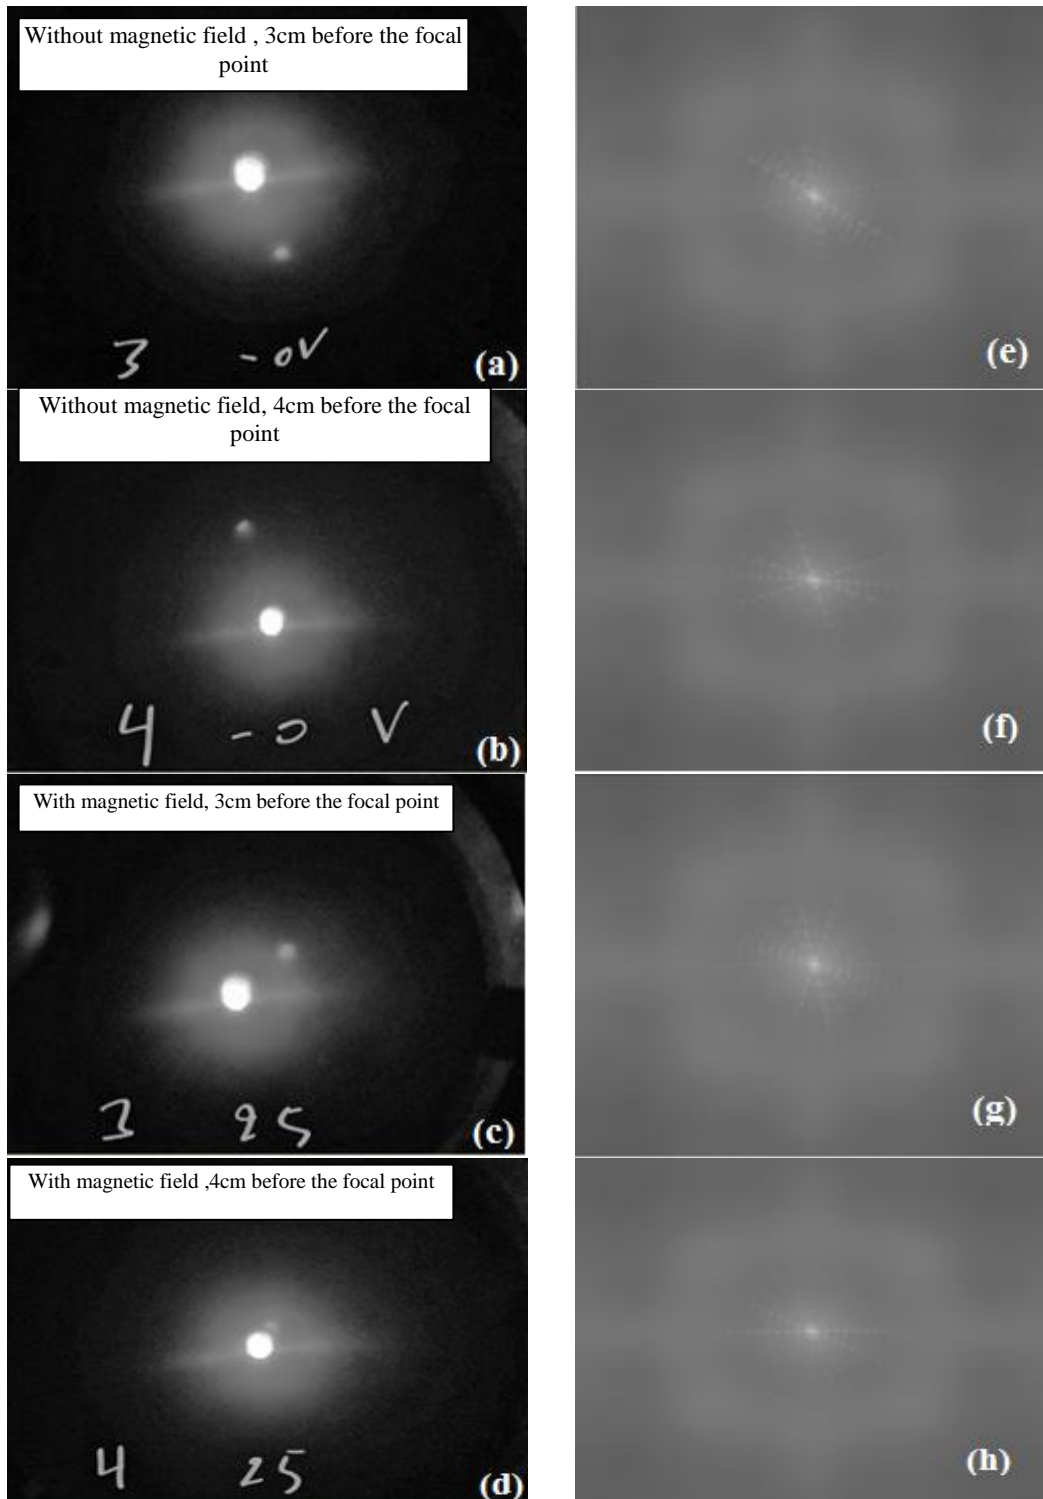 Without magnetic field , 3cm before the focal
point
3 - 0V
(a)
(e)
Without magnetic field, 4cm before the focal
point
4 - 0 V
(b)
(f)
With magnetic field, 3cm before the focal point
3 25
(c)
(g)
With magnetic field ,4cm before the focal point
4 25
(d)
(h)